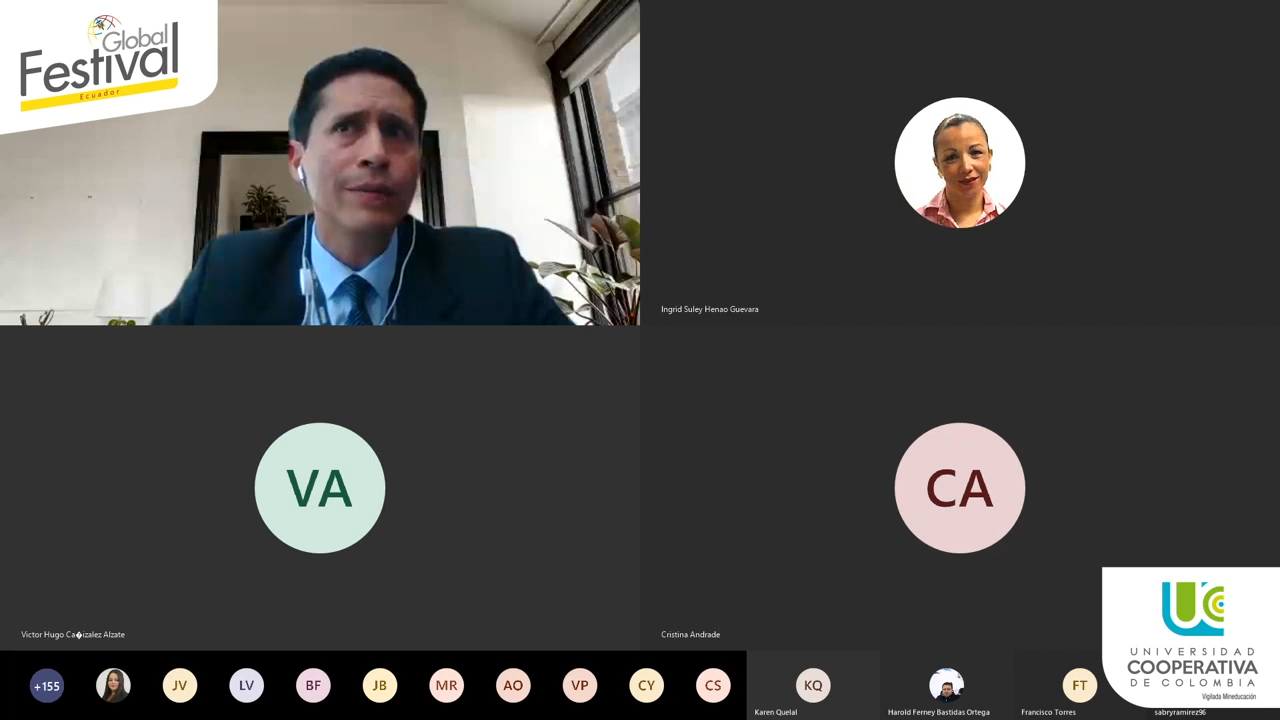 Global
Festival
Ecuador
Ingrid Suley Henao Guevara
VA
CA
Victor Hugo Ca�izalez Alzate
Cristina Andrade
+155
JV
LV
BF
JB
MR
AO
VP
CY
CS
KQ
FT
Karen Quelal
Harold Ferney Bastidas Ortega
Francisco Torres
sabryramirez96
UNIVERSIDAD
COOPERATIVA
DE COLOMBIA
Vigilada Mineducación